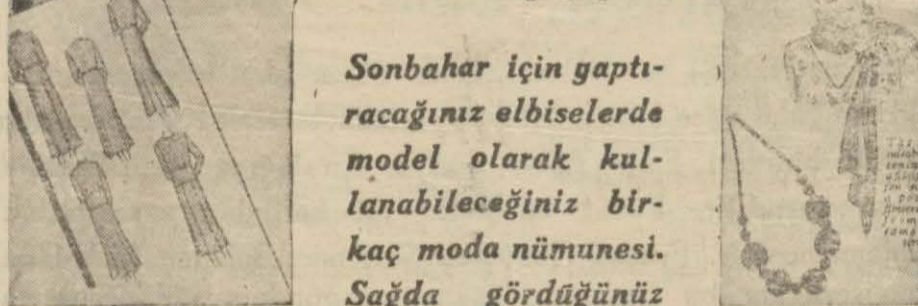 Sonbahar için gaptı-
racağınız elbiselerde
model olarak kul-
lanabileceğiniz bir-
kaç moda nümunesi.
Sağda gördüğünüz